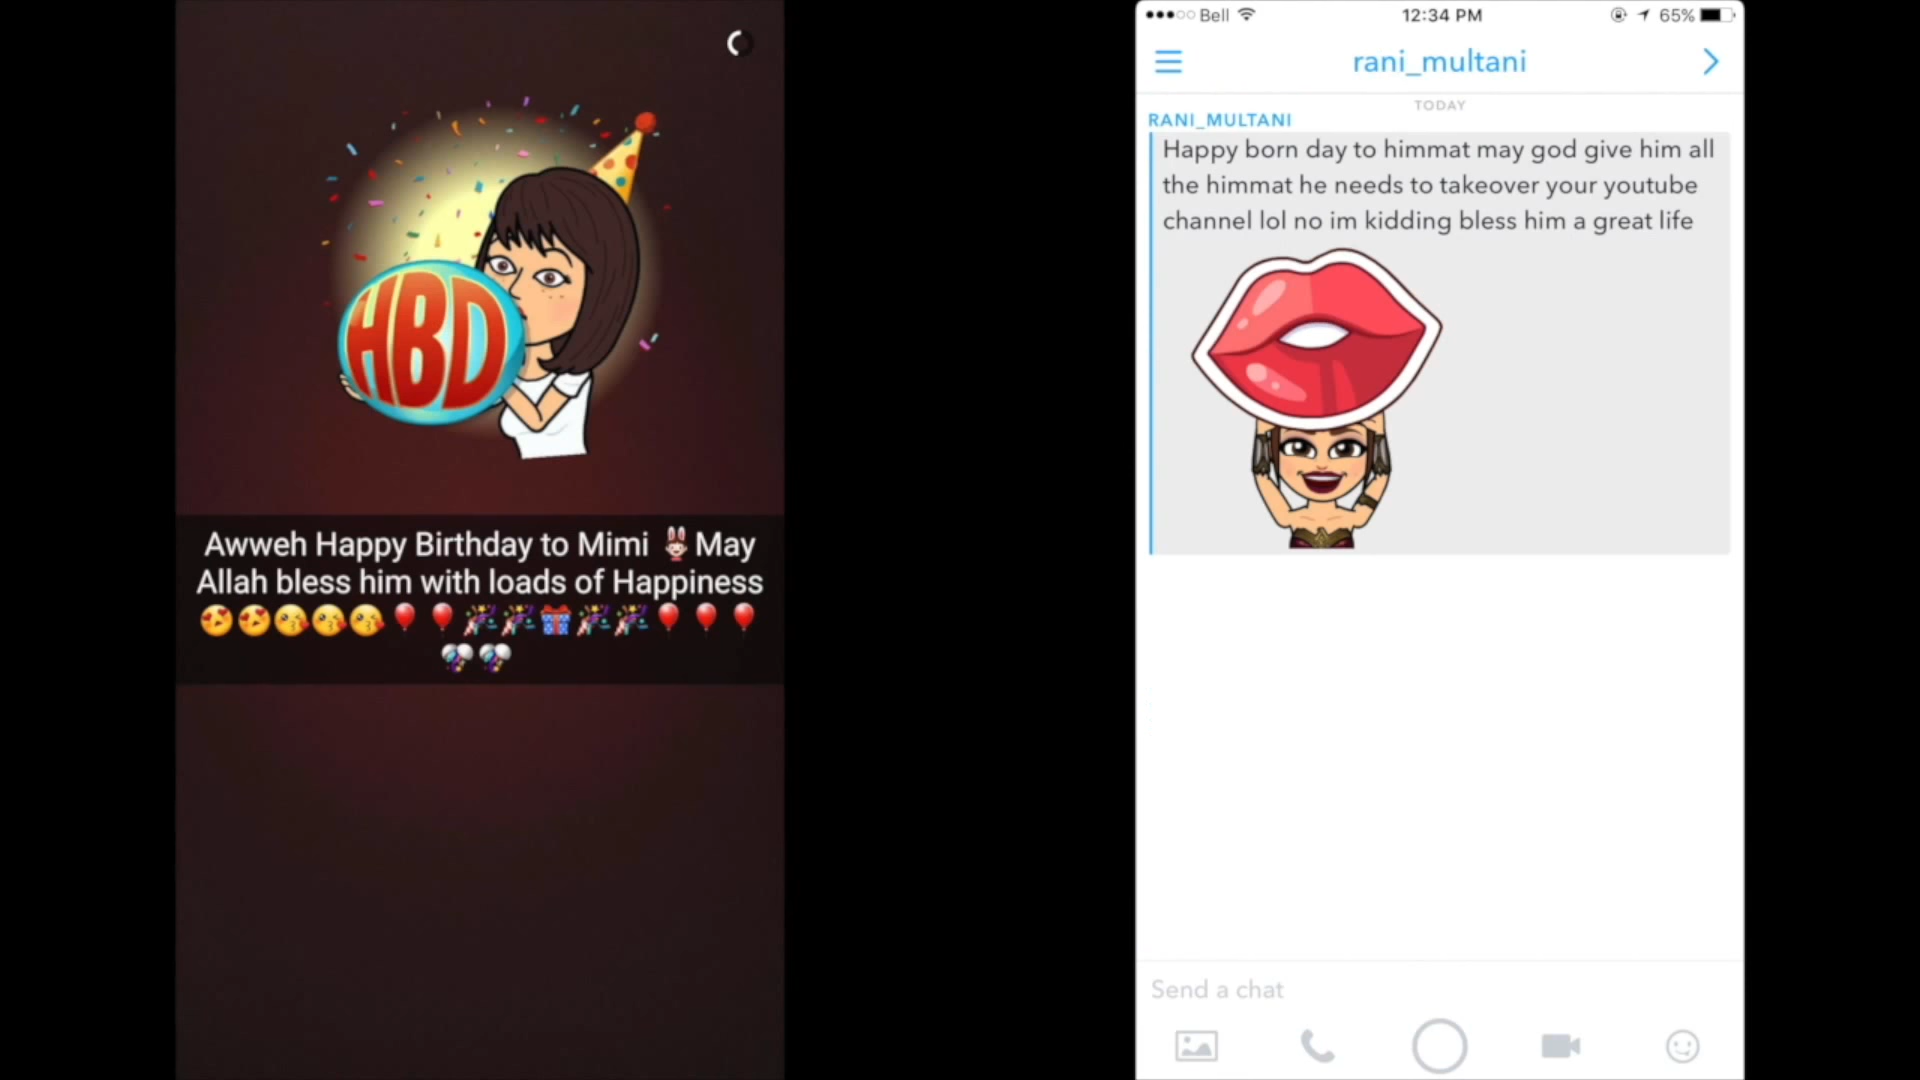 HBD
Awweh Happy Birthday to Mimi 🐰May
Allah bless him with loads of Happiness
😍😍😘😘😘🎈🎈🎉🎉🎁🎉🎉🎈🎈🎈
🎊🎊
Bell
12:34 PM
65%
rani_multani
TODAY
RANI_MULTANI
Happy born day to himmat may god give him all
the himmat he needs to takeover your youtube
channel lol no im kidding bless him a great life
Send a chat